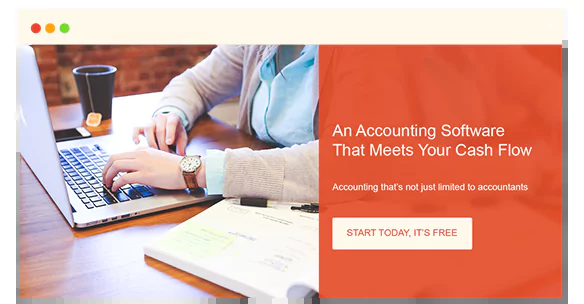 An Accounting Software
That Meets Your Cash Flow
Accounting that's not just limited to accountants
START TODAY, IT'S FREE